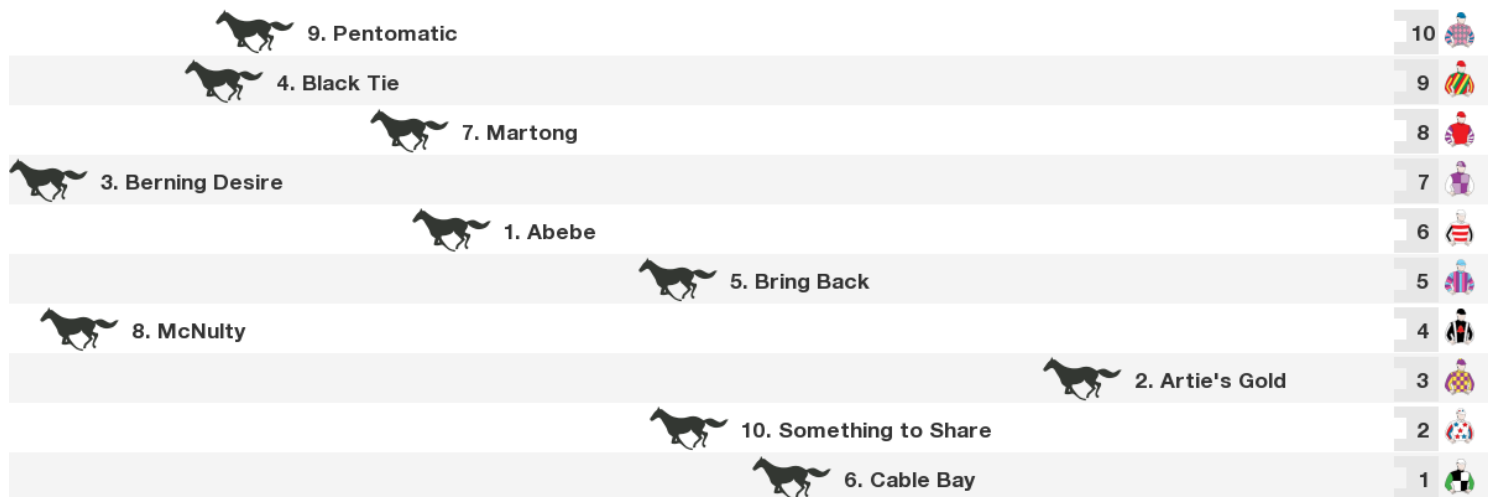 9. Pentomatic 10
4. Black Tie 9
7. Martong 8
3. Berning Desire 7
1. Abebe 6
5. Bring Back 5
8. McNulty 4
2. Artie's Gold 3
10. Something to Share 2
6. Cable Bay 1